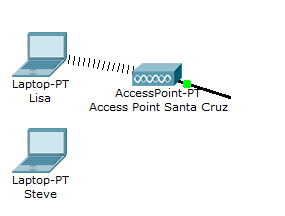 Laptop-PT
Lisa
AccessPoint-PT
Access Point Santa Cruz
Laptop-PT
Steve